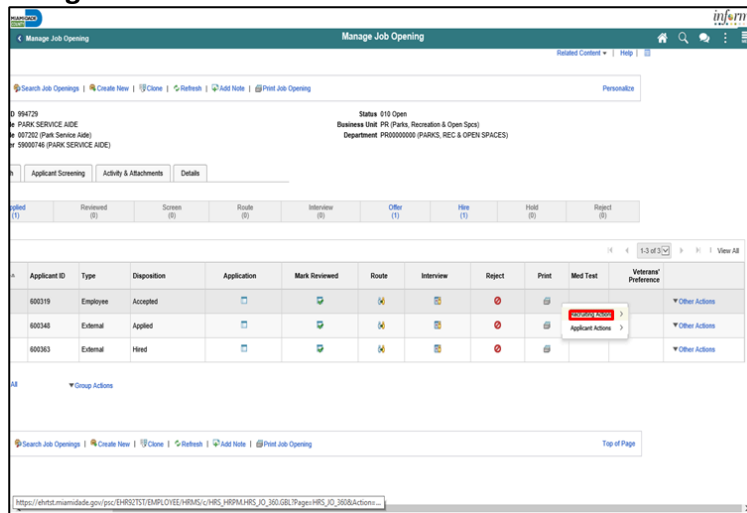 MIAMI-DADE
COUNTY
inform
Manage Job Opening
Manage Job Opening
Related Content | Help |
Search Job Openings | Create New | Clone | Refresh | Add Note | Print Job Opening
Personalize
D 994729
Status 010 Open
le PARK SERVICE AIDE
Business Unit PR (Parks, Recreation & Open Spcs)
le 007202 (Park Service Aide)
Department PR00000000 (PARKS, REC & OPEN SPACES)
er 59000746 (PARK SERVICE AIDE)
h Applicant Screening Activity & Attachments Details
pplied Reviewed Screen Route Interview Offer Hire Hold Reject
(1) (0) (0) (0) (0) (1) (1) (0) (0)
1-3 of 3 View All
Applicant ID Type Disposition Application Mark Reviewed Route Interview Reject Print Med Test Veterans' Preference
600319 Employee Accepted Other Actions
Recruiting Actions
600348 External Applied Applicant Actions Other Actions
600363 External Hired Other Actions
All Group Actions
Search Job Openings | Create New | Clone | Refresh | Add Note | Print Job Opening
Top of Page
https://ehrtst.miamidade.gov/psc/EHR92TST/EMPLOYEE/HRMS/c/HRS_HRPM.HRS_JO_360.GBL?Page=HRS_JO_360&Action=...